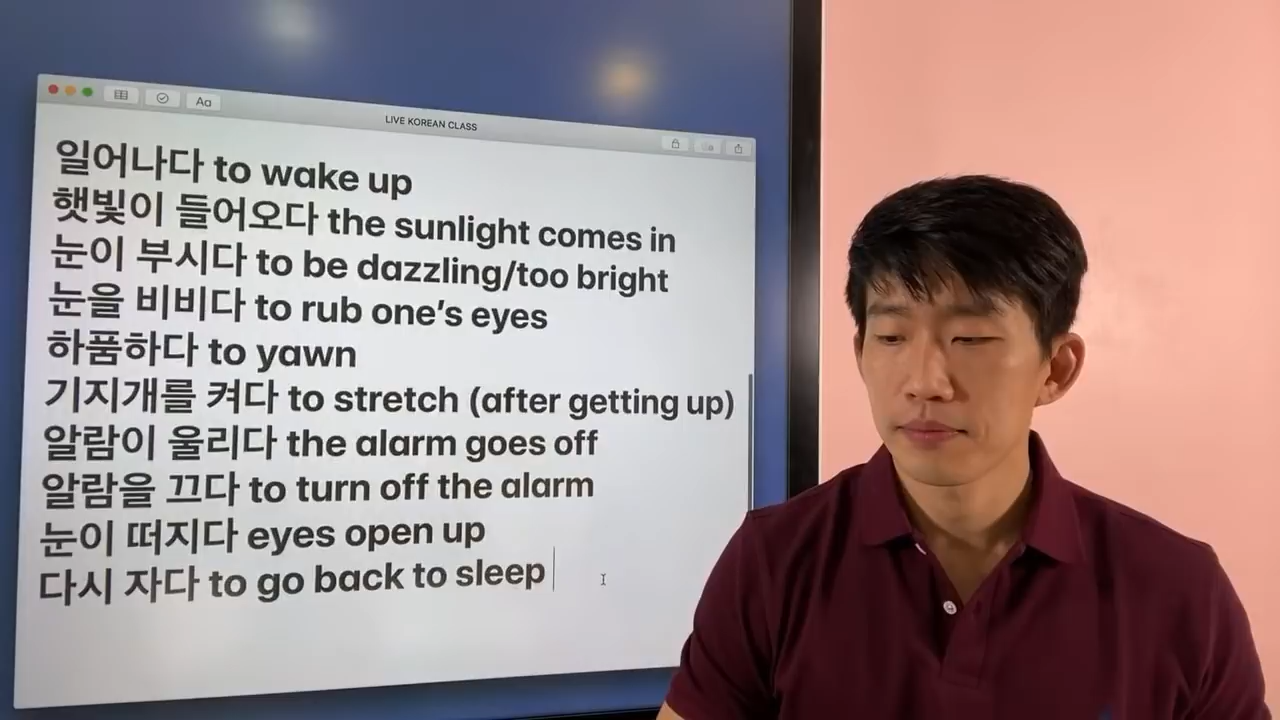 Aa
LIVE KOREAN CLASS
일어나다 to wake up
햇빛이 들어오다 the sunlight comes in
눈이 부시다 to be dazzling/too bright
눈을 비비다 to rub one's eyes
하품하다 to yawn
기지개를 켜다 to stretch (after getting up)
알람이 울리다 the alarm goes off
알람을 끄다 to turn off the alarm
눈이 떠지다 eyes open up
다시 자다 to go back to sleep